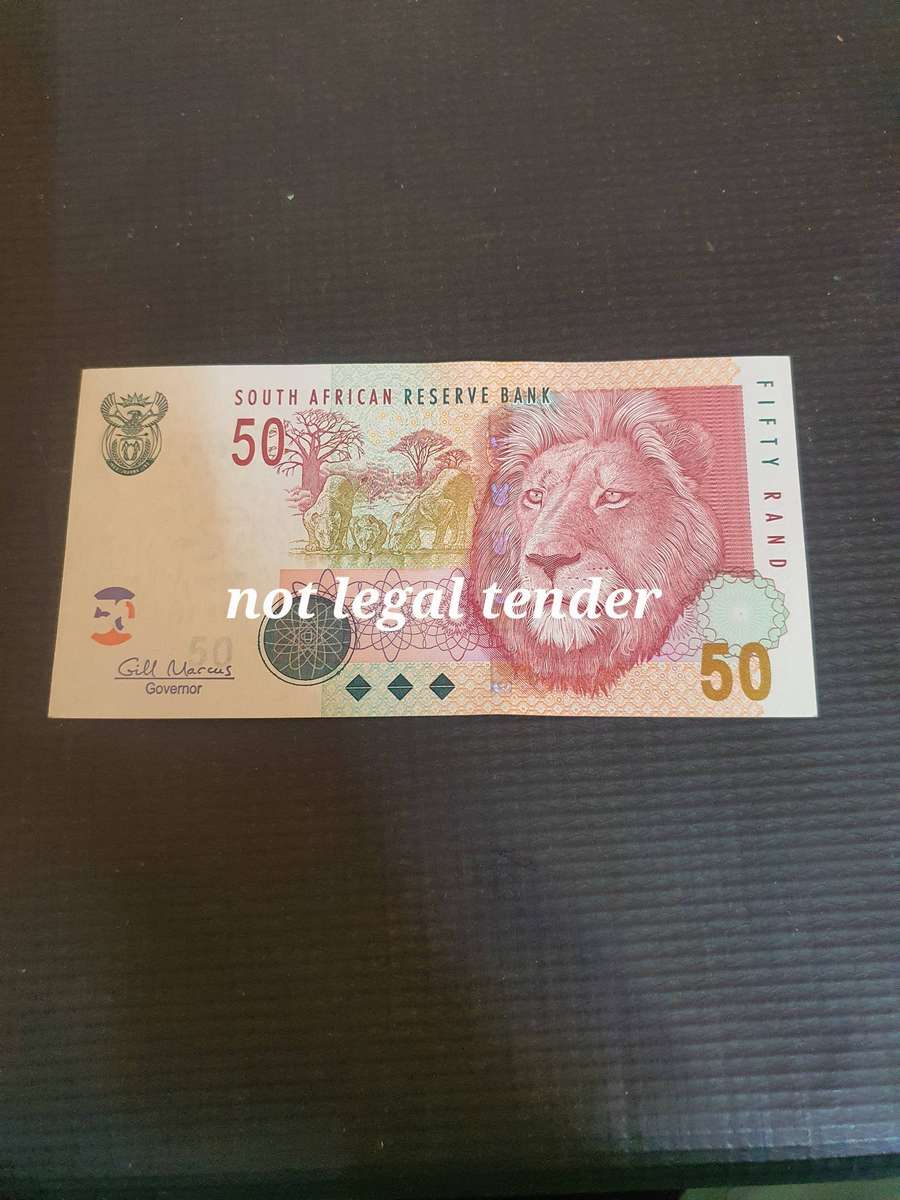 SOUTH AFRICAN RESERVE BANK
50
FIFTY RAND
not legal tender
50
Gill Marcus
Governor
50